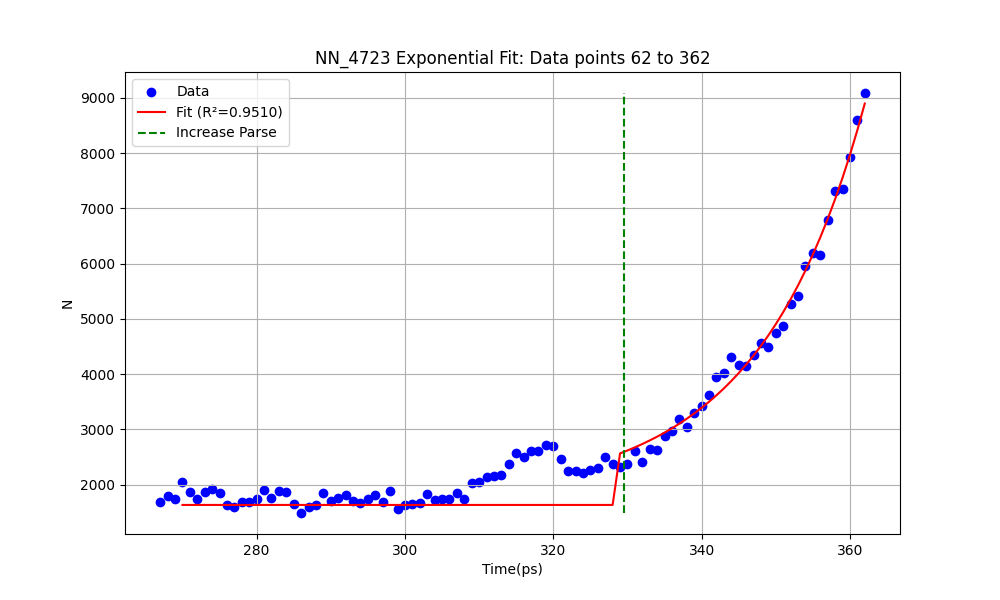 NN_4723 Exponential Fit: Data points 62 to 362
Data
Fit (R²=0.9510)
Increase Parse
9000
8000
7000
6000
5000
4000
3000
2000
N
280 300 320 340 360
Time(ps)